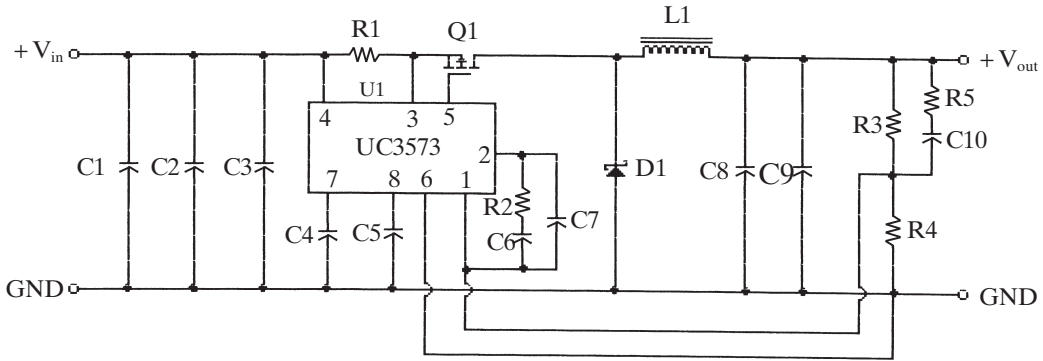 L1
R1
Q1
+ Vin
+ Vout
U1
R5
4
3
5
R3
C10
UC3573
2
C1
C2
C3
D1
C8
C9
7
8
6
1
R2
C7
R4
C4
C5
C6
GND
GND